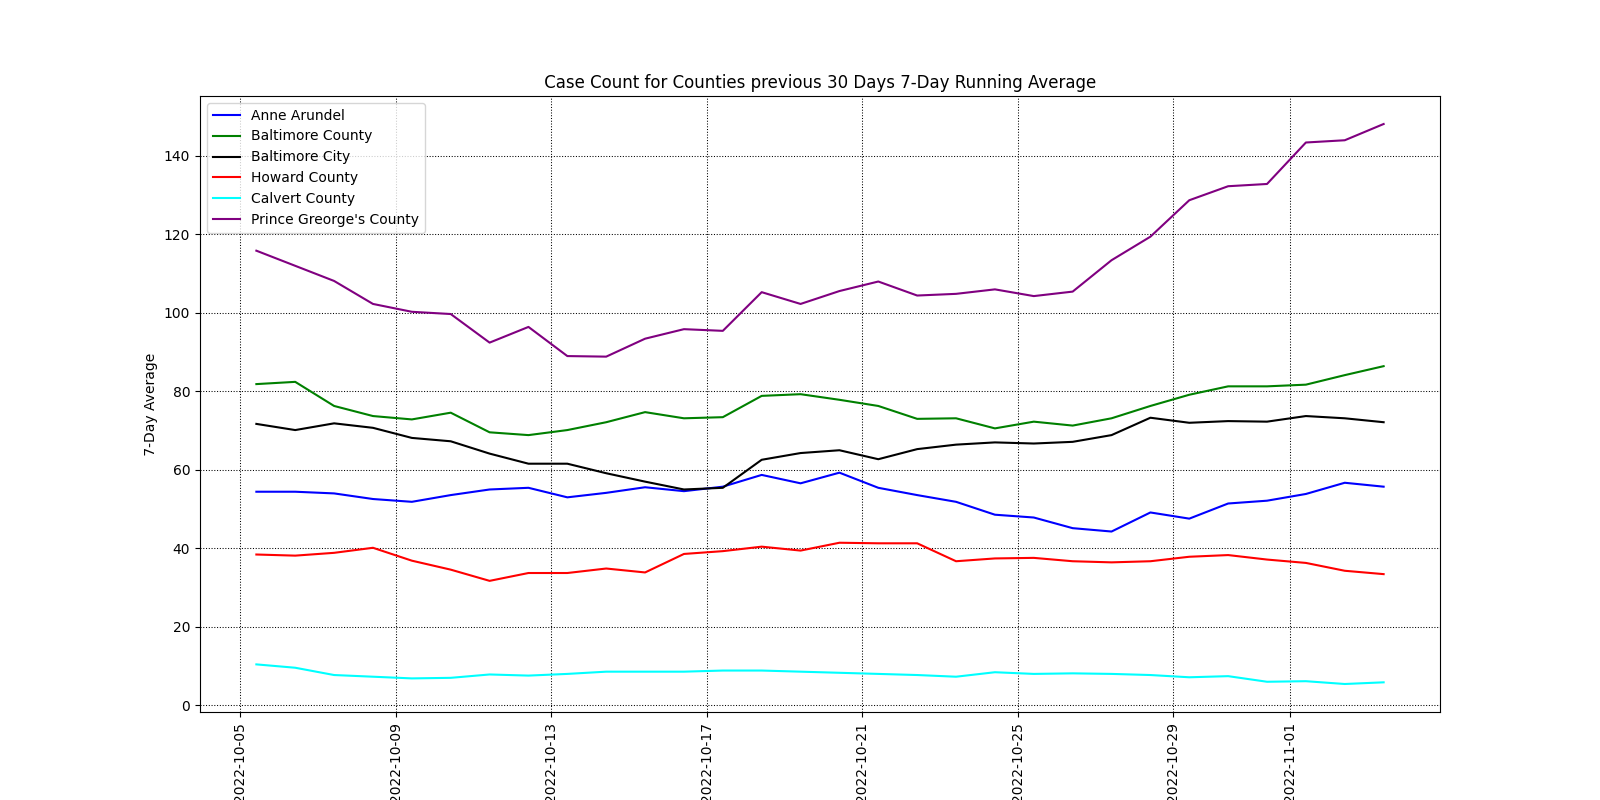 Case Count for Counties previous 30 Days 7-Day Running Average
Anne Arundel
Baltimore County
Baltimore City
Howard County
Calvert County
Prince Greorge's County
7-Day Average
140
120
100
80
60
40
20
0
2022-10-05
2022-10-09
2022-10-13
2022-10-17
2022-10-21
2022-10-25
2022-10-29
2022-11-01